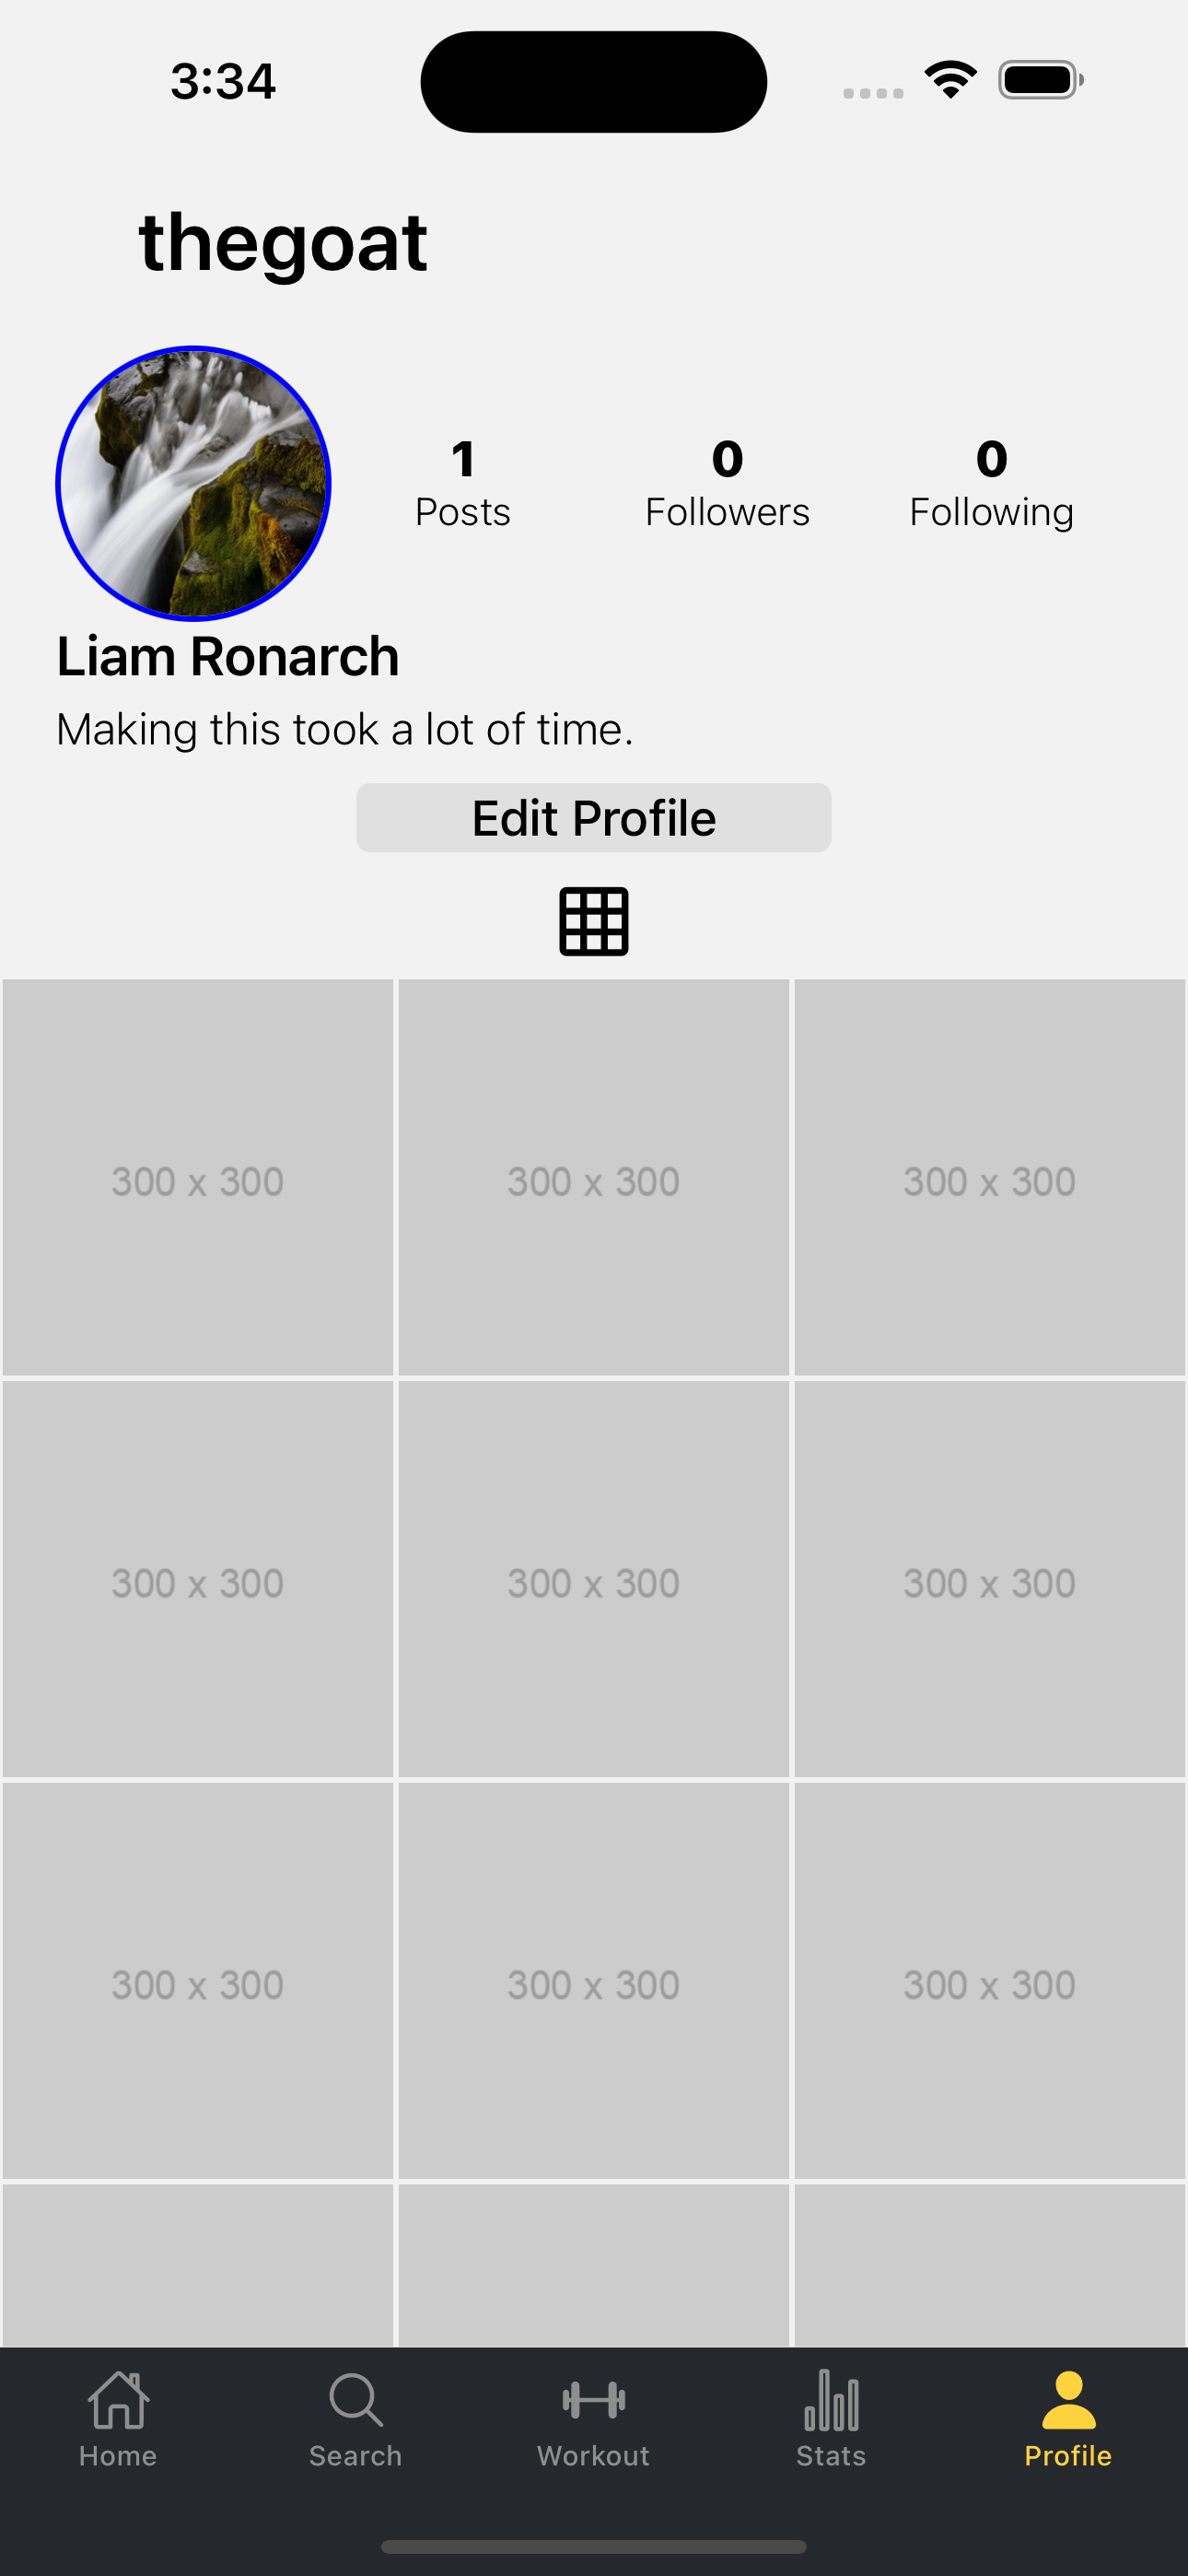 3:34
thegoat
1 0 0
Posts Followers Following
Liam Ronarch
Making this took a lot of time.
Edit Profile
300 x 300 300 x 300 300 x 300
300 x 300 300 x 300 300 x 300
300 x 300 300 x 300 300 x 300
Home Search Workout Stats Profile